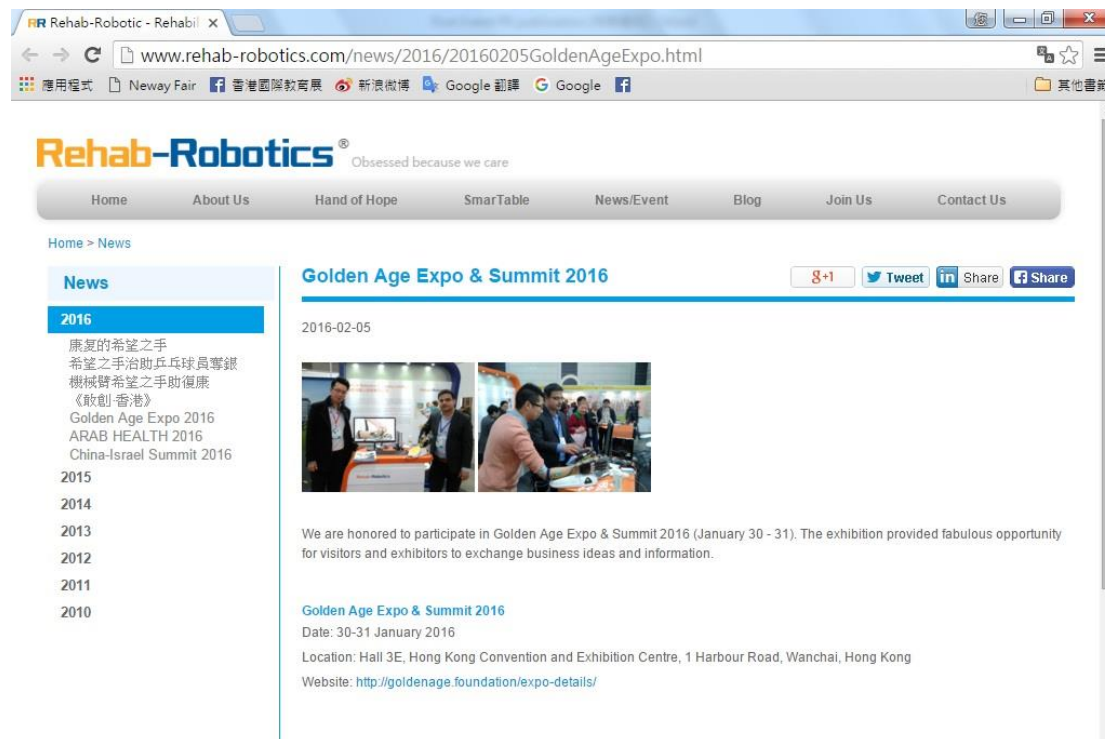 RR Rehab-Robotic - Rehabil
www.rehab-robotics.com/news/2016/20160205GoldenAgeExpo.html
應用程式 Neway Fair 香港國際教育展 新浪微博 Google 翻譯 Google 其他書
Rehab-Robotics® Obsessed because we care
Home About Us Hand of Hope SmarTable News/Event Blog Join Us Contact Us
Home > News
News
2016
康复的希望之手
希望之手治助乒乓球員奪銀
機械臂希望之手助復康
《敢創·香港》
Golden Age Expo 2016
ARAB HEALTH 2016
China-Israel Summit 2016
2015
2014
2013
2012
2011
2010
Golden Age Expo & Summit 2016
g+1 Tweet in Share f Share
2016-02-05
We are honored to participate in Golden Age Expo & Summit 2016 (January 30 - 31). The exhibition provided fabulous opportunity
for visitors and exhibitors to exchange business ideas and information.
Golden Age Expo & Summit 2016
Date: 30-31 January 2016
Location: Hall 3E, Hong Kong Convention and Exhibition Centre, 1 Harbour Road, Wanchai, Hong Kong
Website: http://goldenage.foundation/expo-details/